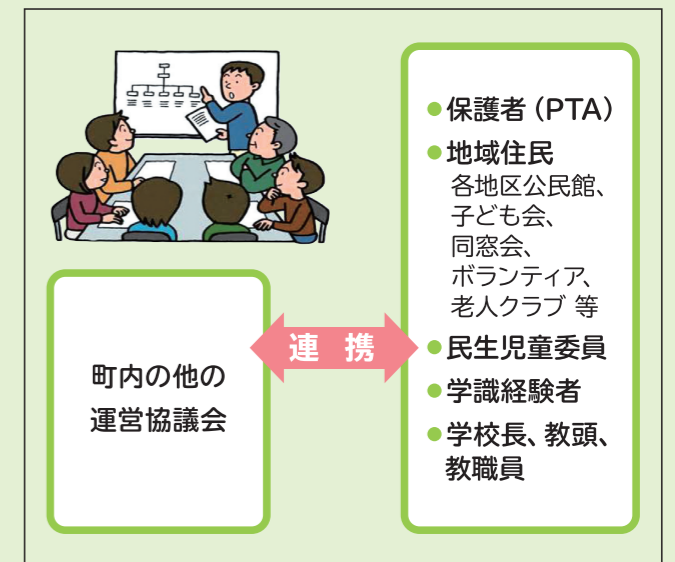 ●保護者（PTA）
●地域住民
各地区公民館、
子ども会、
同窓会、
ボランティア、
老人クラブ 等
●民生児童委員
●学識経験者
●学校長、教頭、
教職員
連携
町内の他の
運営協議会